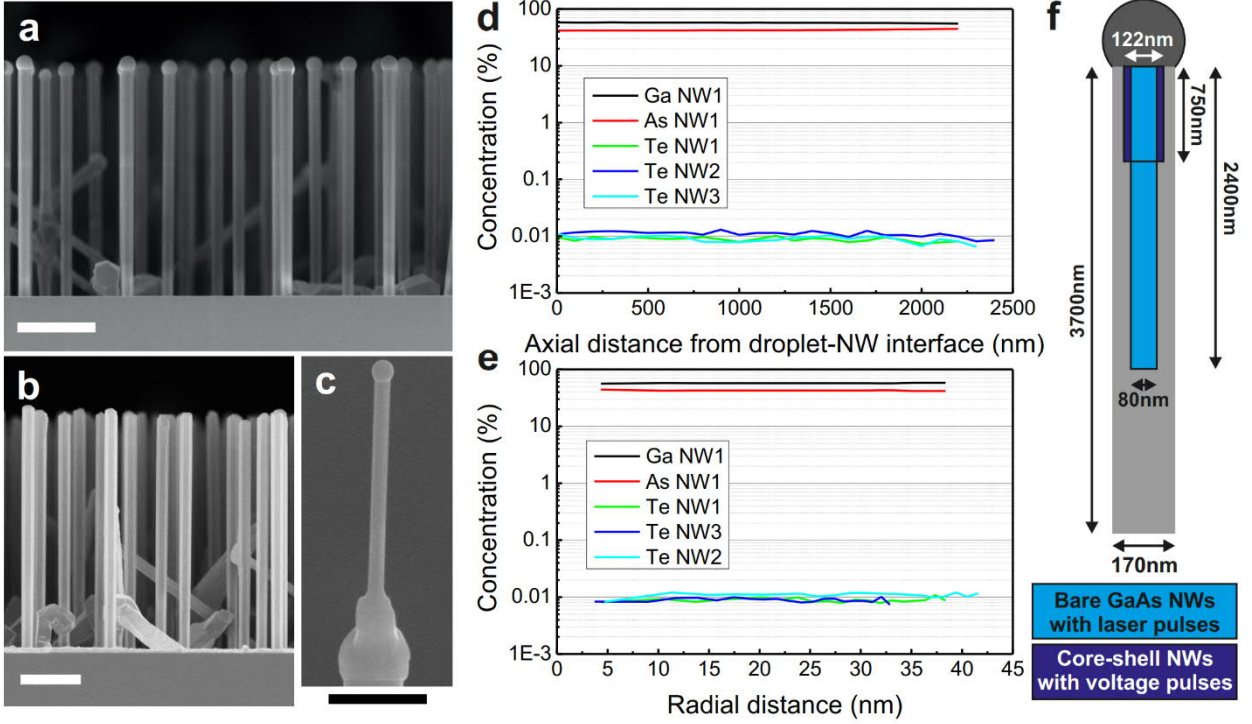 a
b
c
d
Concentration (%)
100
10
1
0.1
0.01
1E-3
Ga NW1
As NW1
Te NW1
Te NW2
Te NW3
0
500
1000
1500
2000
2500
Axial distance from droplet-NW interface (nm)
e
Concentration (%)
100
10
1
0.1
0.01
1E-3
Ga NW1
As NW1
Te NW1
Te NW3
Te NW2
0
5
10
15
20
25
30
35
40
45
Radial distance (nm)
f
122nm
750nm
2400nm
3700nm
80nm
170nm
Bare GaAs NWs
with laser pulses
Core-shell NWs
with voltage pulses